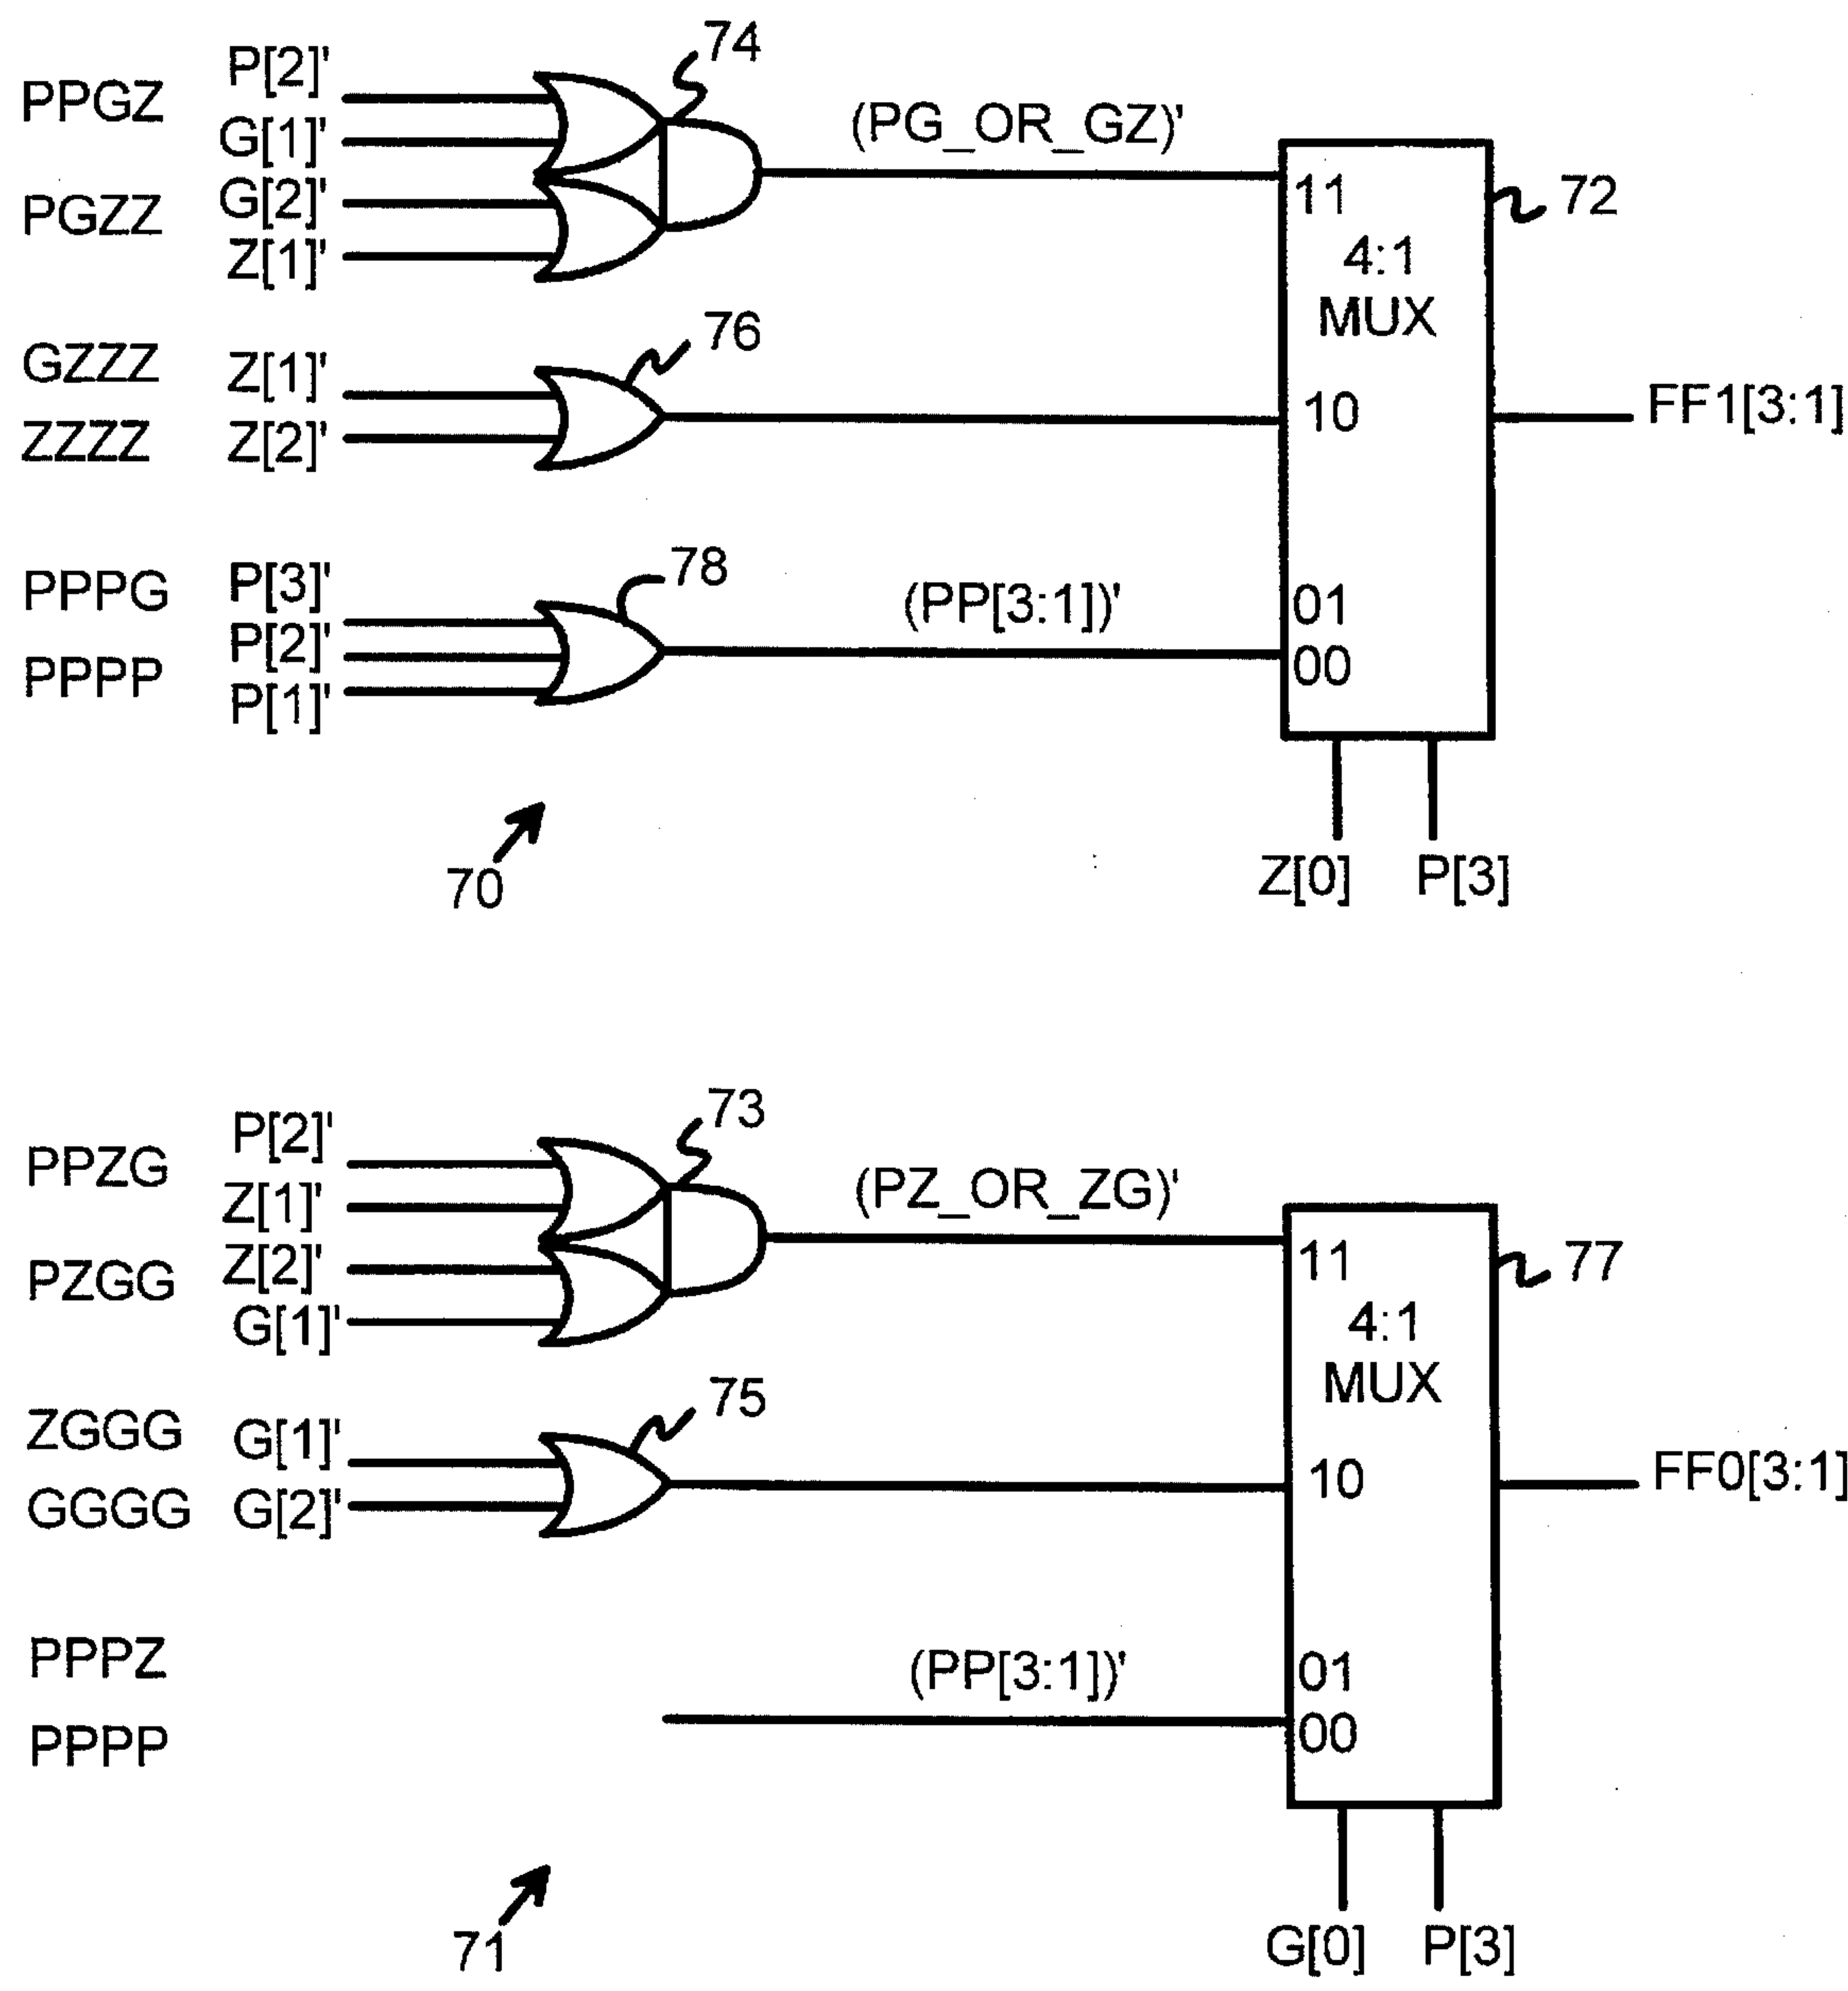 74
P[2]'
PPGZ
(PG_OR_GZ)'
G[1]'
11
72
G[2]'
PGZZ
Z[1]'
4:1
MUX
76
GZZZ
Z[1]'
10
FF1[3:1]
ZZZZ
Z[2]'
78
PPPG
P[3]'
(PP[3:1])'
01
P[2]'
00
PPPP
P[1]'
70
Z[0]
P[3]
73
P[2]'
PPZG
(PZ_OR_ZG)'
Z[1]'
11
77
Z[2]'
PZGG
G[1]'
4:1
MUX
75
ZGGG
G[1]'
10
FF0[3:1]
GGGG
G[2]'
PPPZ
(PP[3:1])'
01
00
PPPP
71
G[0]
P[3]